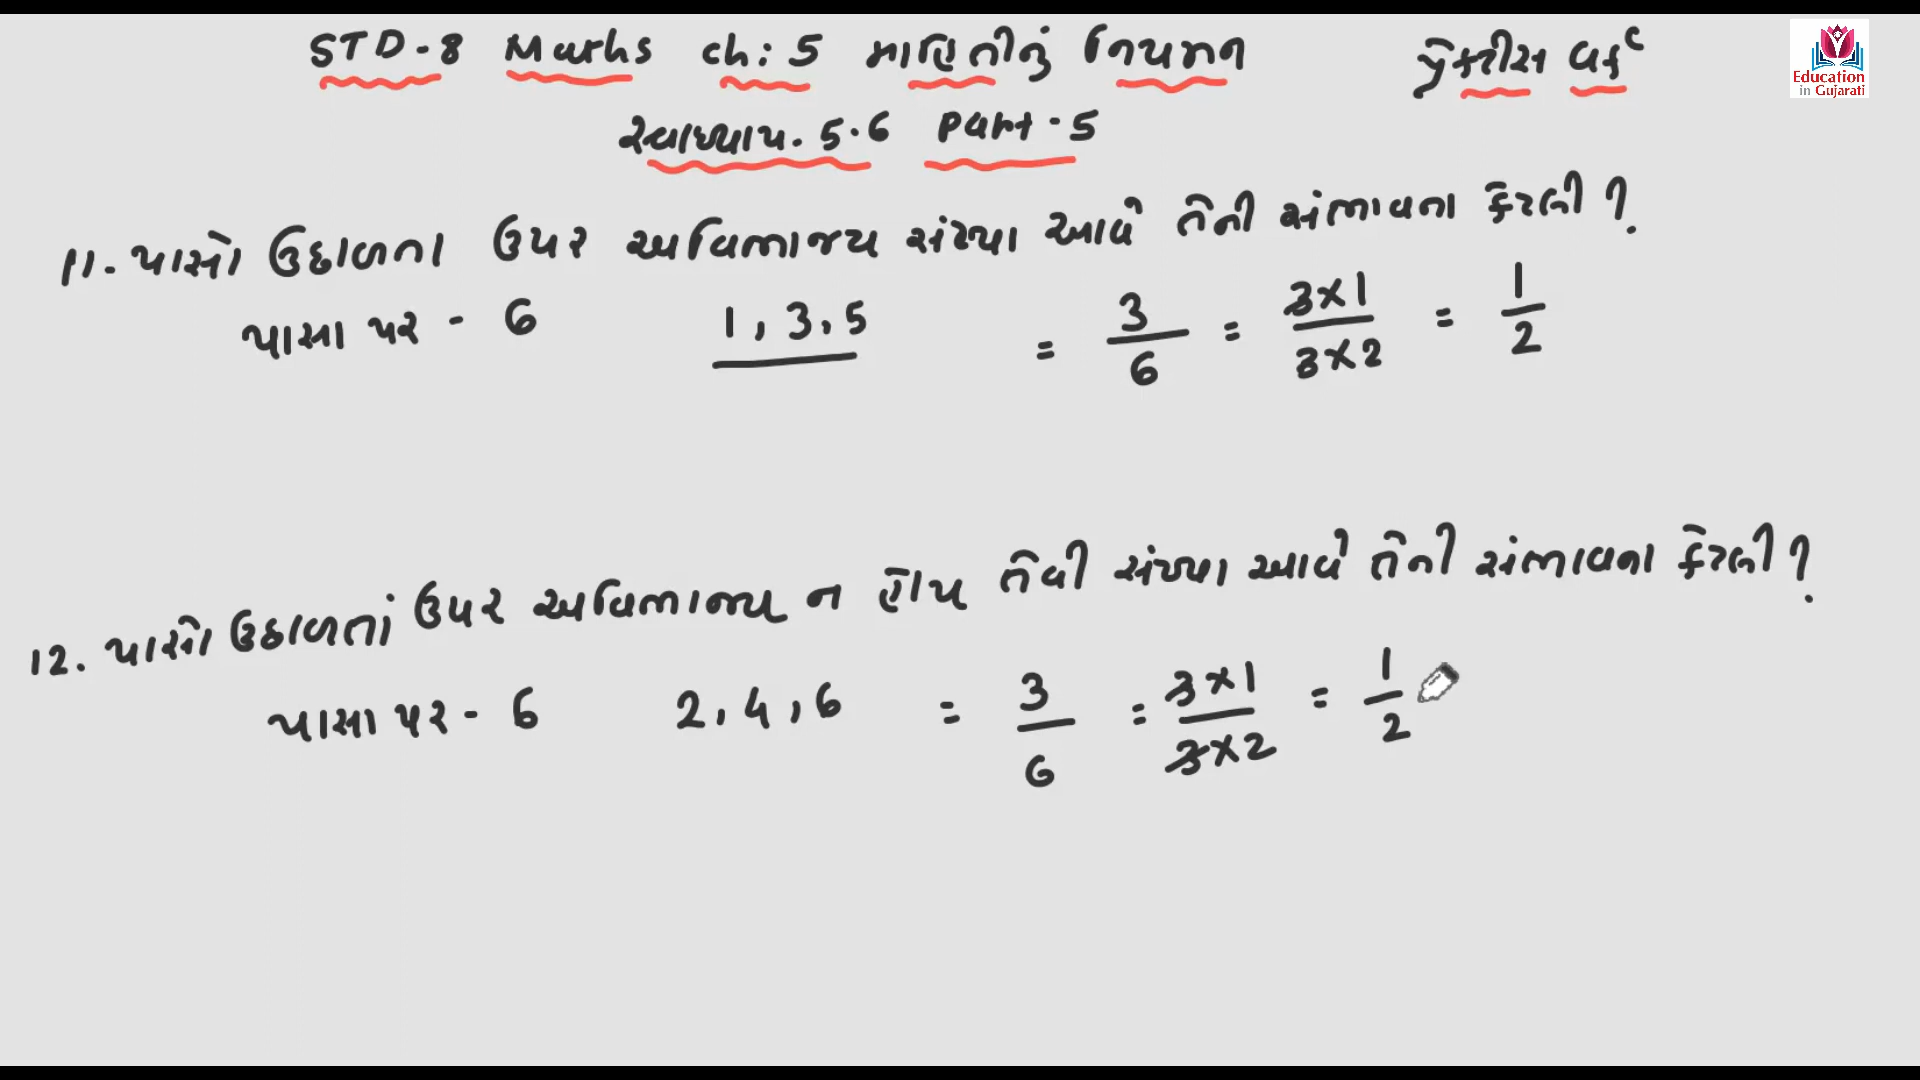 STD-8 Maths ch:5 માહિતીનું નિયમન પ્રેક્ટીસ વર્ક
Education
in Gujarati
સ્વાધ્યાય. 5.6 Part-5
11. પાસો ઉછાળતા ઉપર અવિભાજ્ય સંખ્યા આવે તેની સંભાવના કેટલી ?
પાસા પર - 6 1, 3, 5 = 3/6 = 3×1/3×2 = 1/2
12. પાસો ઉછાળતાં ઉપર અવિભાજ્ય ન હોય તેવી સંખ્યા આવે તેની સંભાવના કેટલી ?
પાસા પર - 6 2, 4, 6 = 3/6 = 3×1/3×2 = 1/2